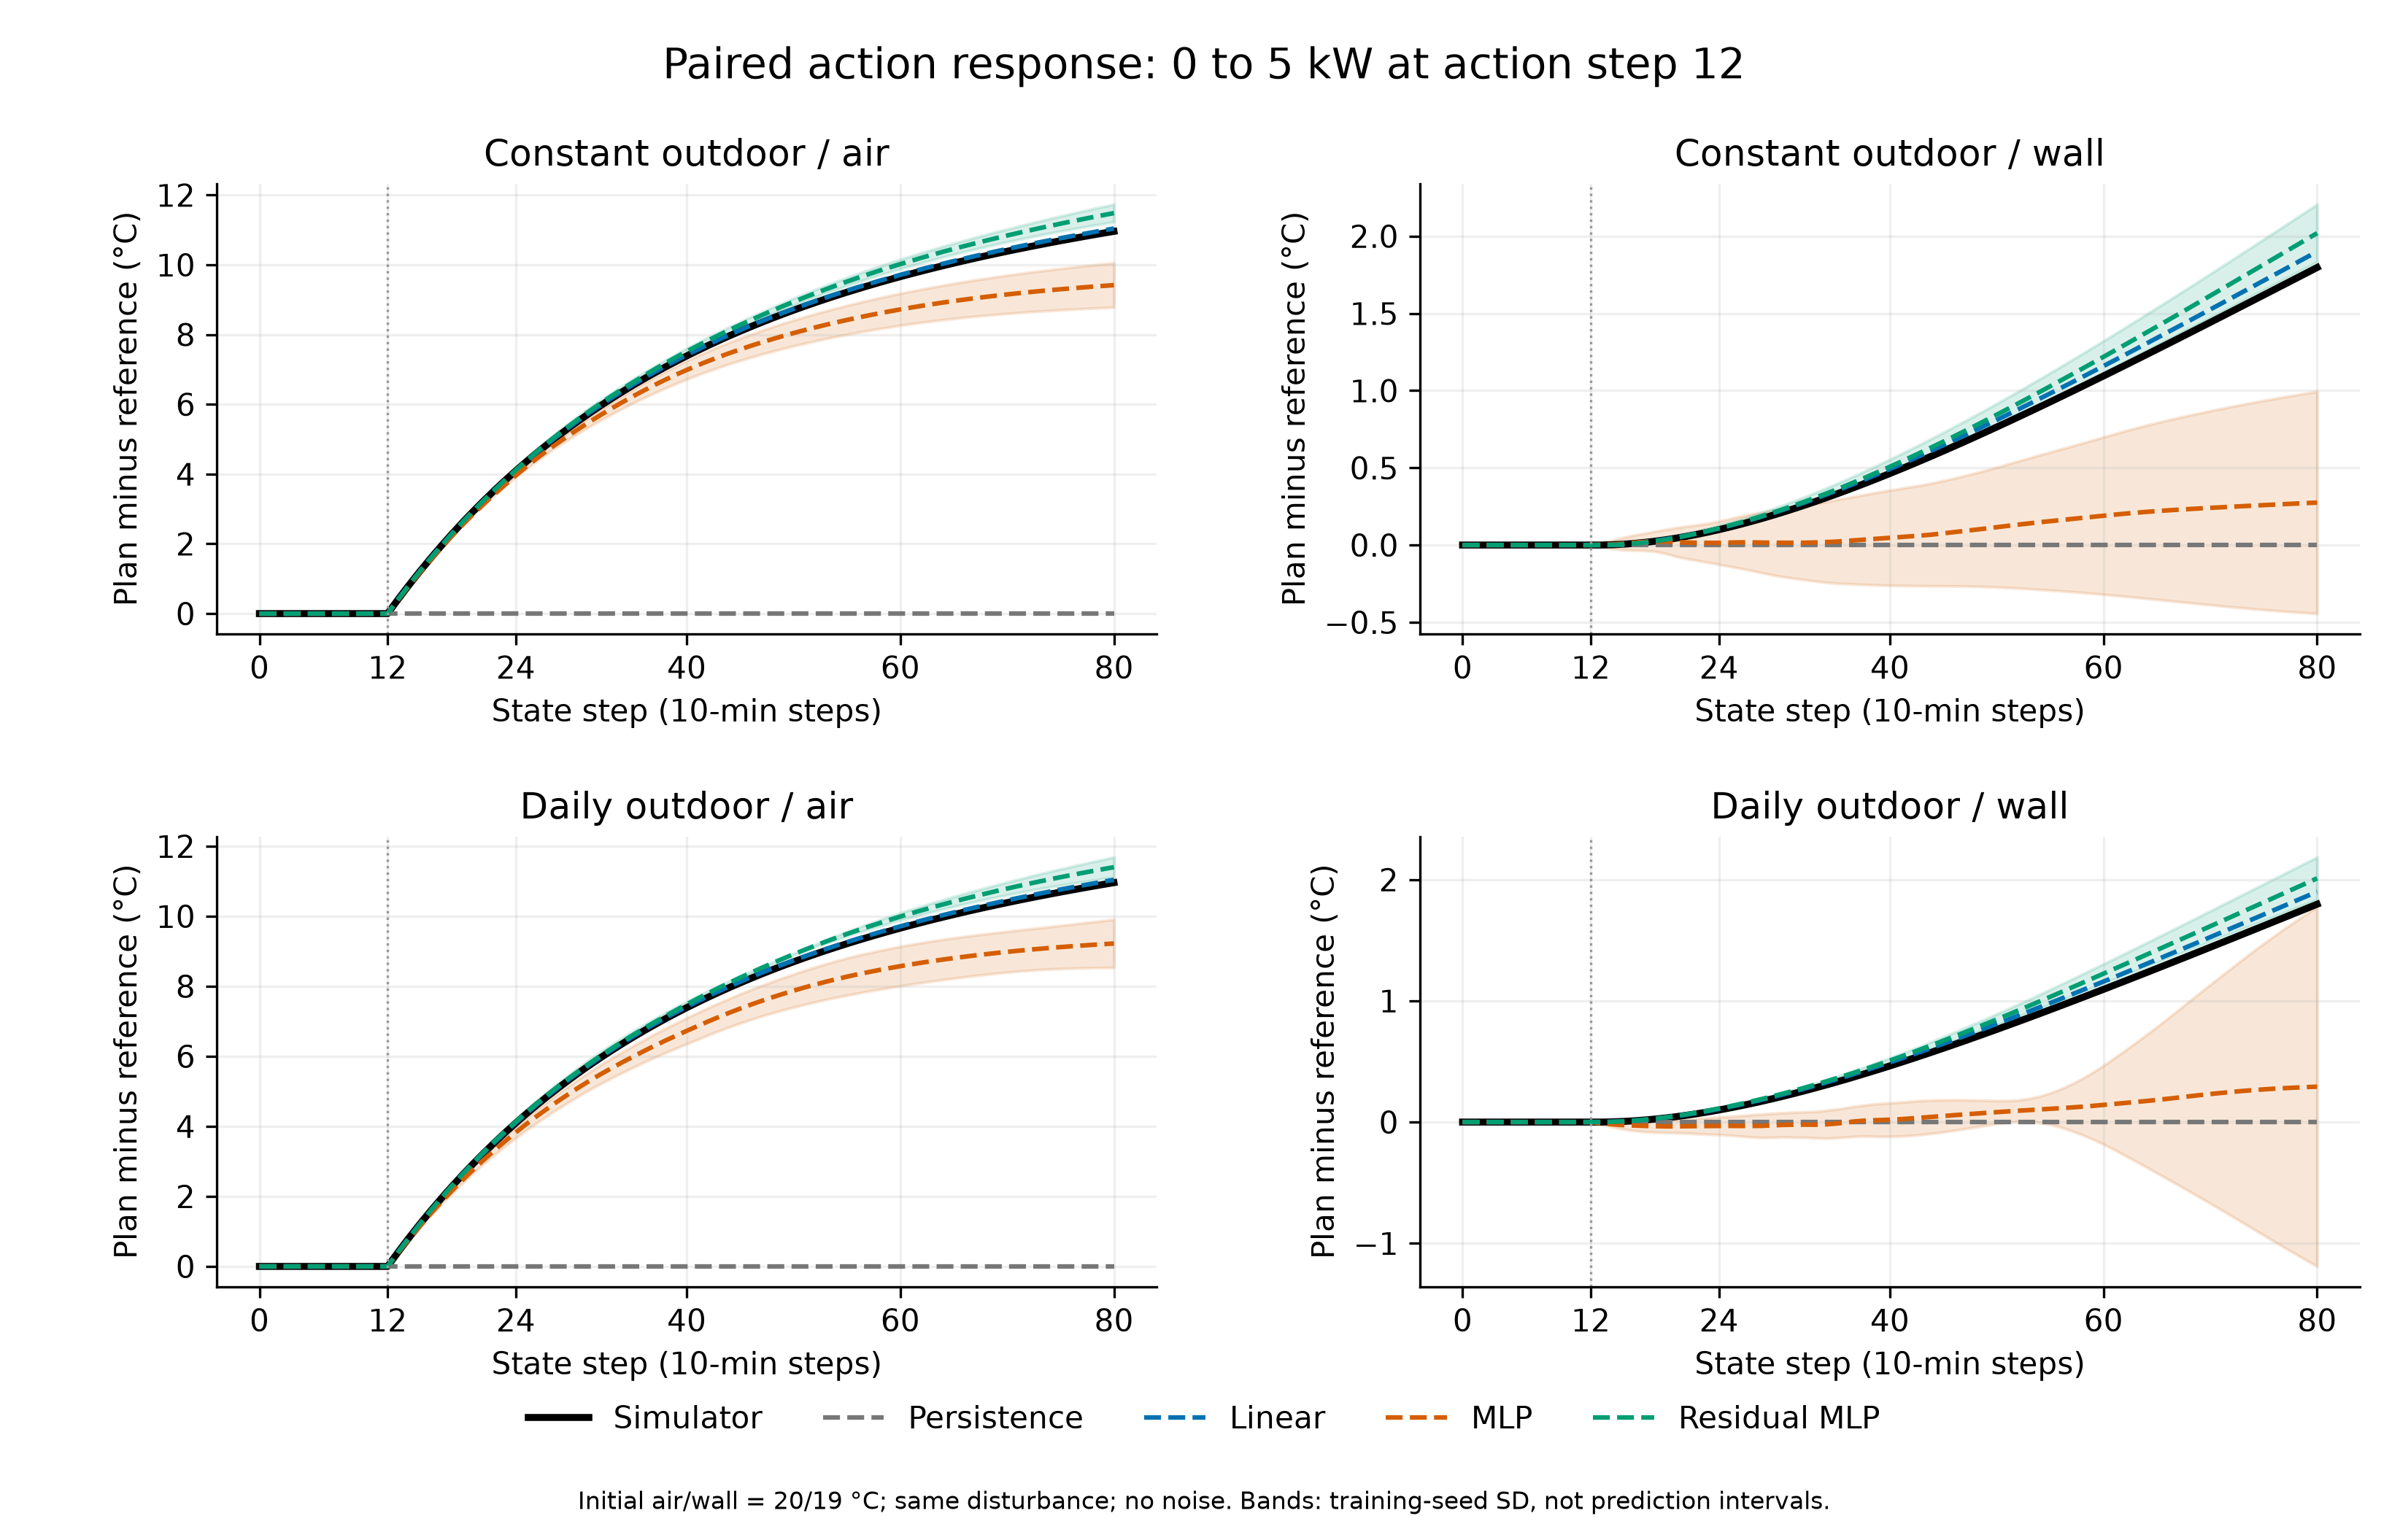 Paired action response: 0 to 5 kW at action step 12
Constant outdoor / air
Plan minus reference (°C)
12
10
8
6
4
2
0
0 12 24 40 60 80
State step (10-min steps)
Constant outdoor / wall
Plan minus reference (°C)
2.0
1.5
1.0
0.5
0.0
−0.5
0 12 24 40 60 80
State step (10-min steps)
Daily outdoor / air
Plan minus reference (°C)
12
10
8
6
4
2
0
0 12 24 40 60 80
State step (10-min steps)
Daily outdoor / wall
Plan minus reference (°C)
2
1
0
−1
0 12 24 40 60 80
State step (10-min steps)
Simulator Persistence Linear MLP Residual MLP
Initial air/wall = 20/19 °C; same disturbance; no noise. Bands: training-seed SD, not prediction intervals.